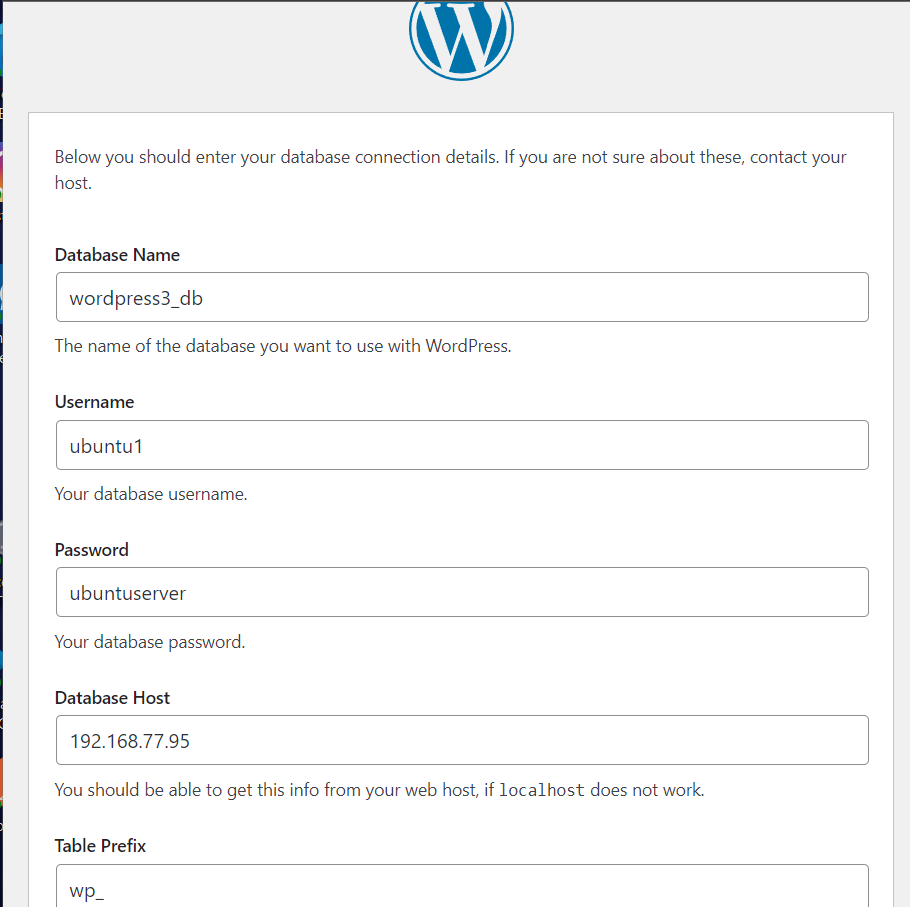 Below you should enter your database connection details. If you are not sure about these, contact your
host.
Database Name
wordpress3_db
The name of the database you want to use with WordPress.
Username
ubuntu1
Your database username.
Password
ubuntuserver
Your database password.
Database Host
192.168.77.95
You should be able to get this info from your web host, if localhost does not work.
Table Prefix
wp_